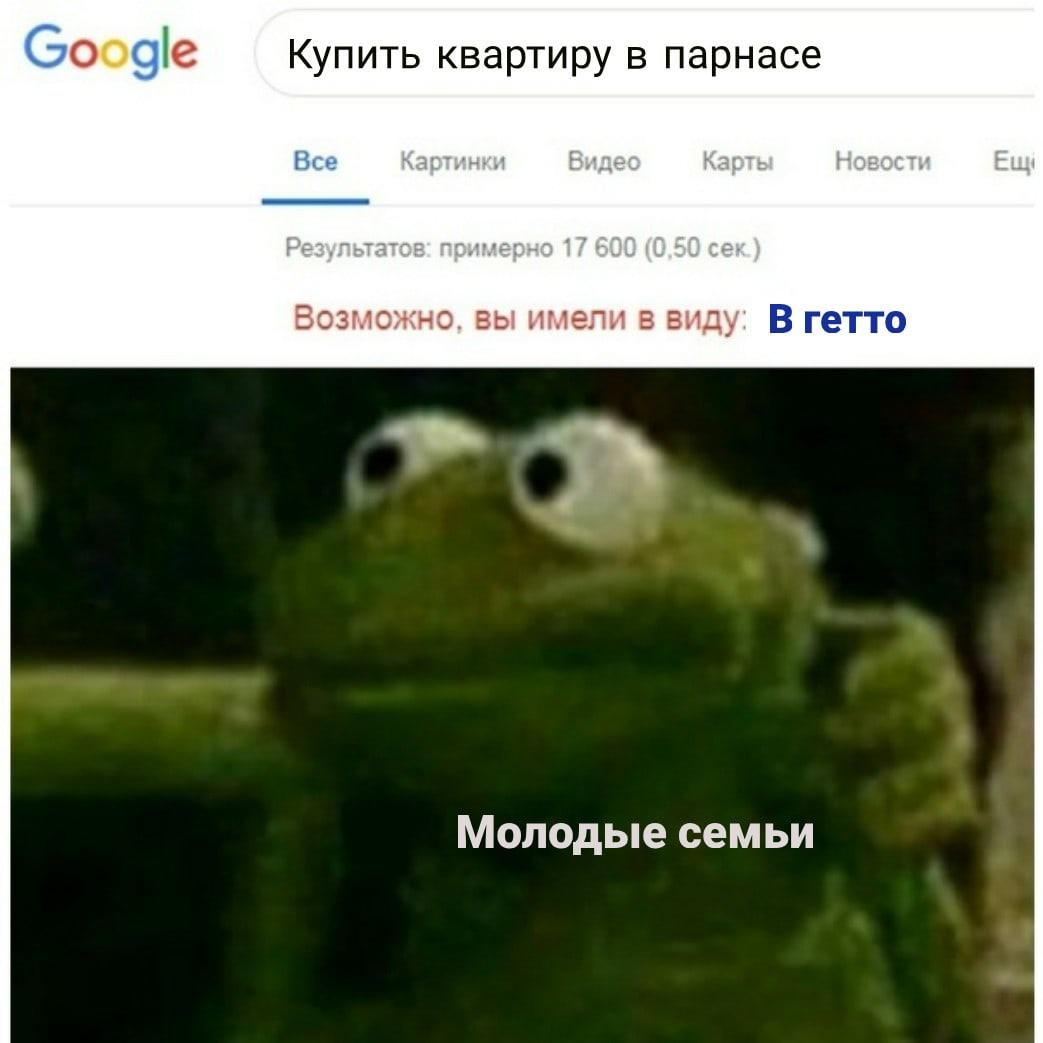 Google
Купить квартиру в парнасе
Все Картинки Видео Карты Новости
Результатов: примерно 17 600 (0,50 сек.)
Возможно, вы имели в виду: В гетто
Молодые семьи